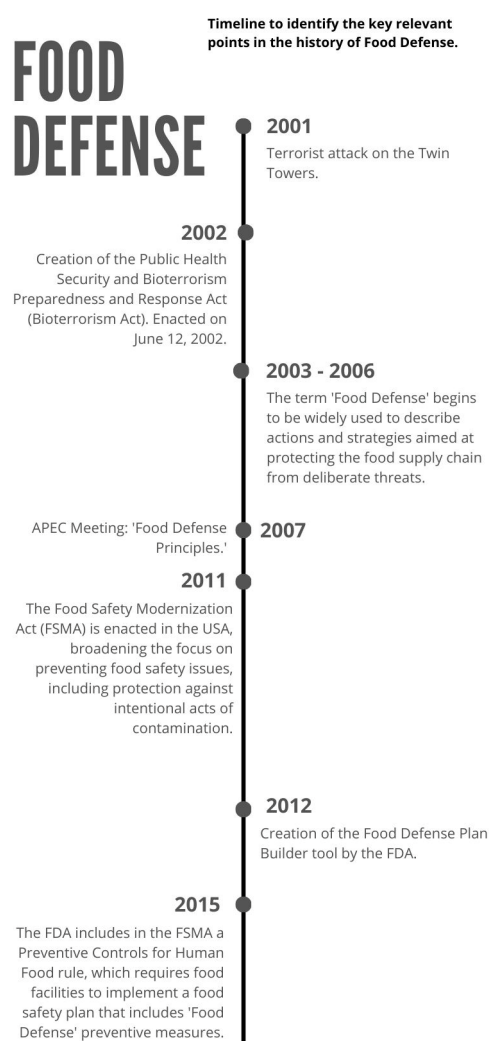 Timeline to identify the key relevant
points in the history of Food Defense.
FOOD
DEFENSE
2001
Terrorist attack on the Twin
Towers.
2002
Creation of the Public Health
Security and Bioterrorism
Preparedness and Response Act
(Bioterrorism Act). Enacted on
June 12, 2002.
2003 - 2006
The term 'Food Defense' begins
to be widely used to describe
actions and strategies aimed at
protecting the food supply chain
from deliberate threats.
2007
APEC Meeting: 'Food Defense
Principles.'
2011
The Food Safety Modernization
Act (FSMA) is enacted in the USA,
broadening the focus on
preventing food safety issues,
including protection against
intentional acts of
contamination.
2012
Creation of the Food Defense Plan
Builder tool by the FDA.
2015
The FDA includes in the FSMA a
Preventive Controls for Human
Food rule, which requires food
facilities to implement a food
safety plan that includes 'Food
Defense' preventive measures.